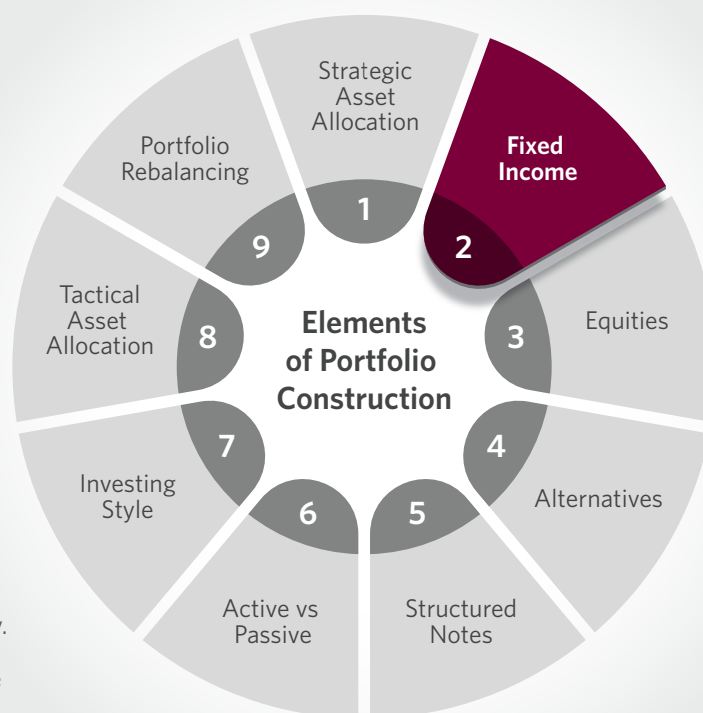 Elements
of Portfolio
Construction
1
Strategic
Asset
Allocation
2
Fixed
Income
3
Equities
4
Alternatives
5
Structured
Notes
6
Active vs
Passive
7
Investing
Style
8
Tactical
Asset
Allocation
9
Portfolio
Rebalancing